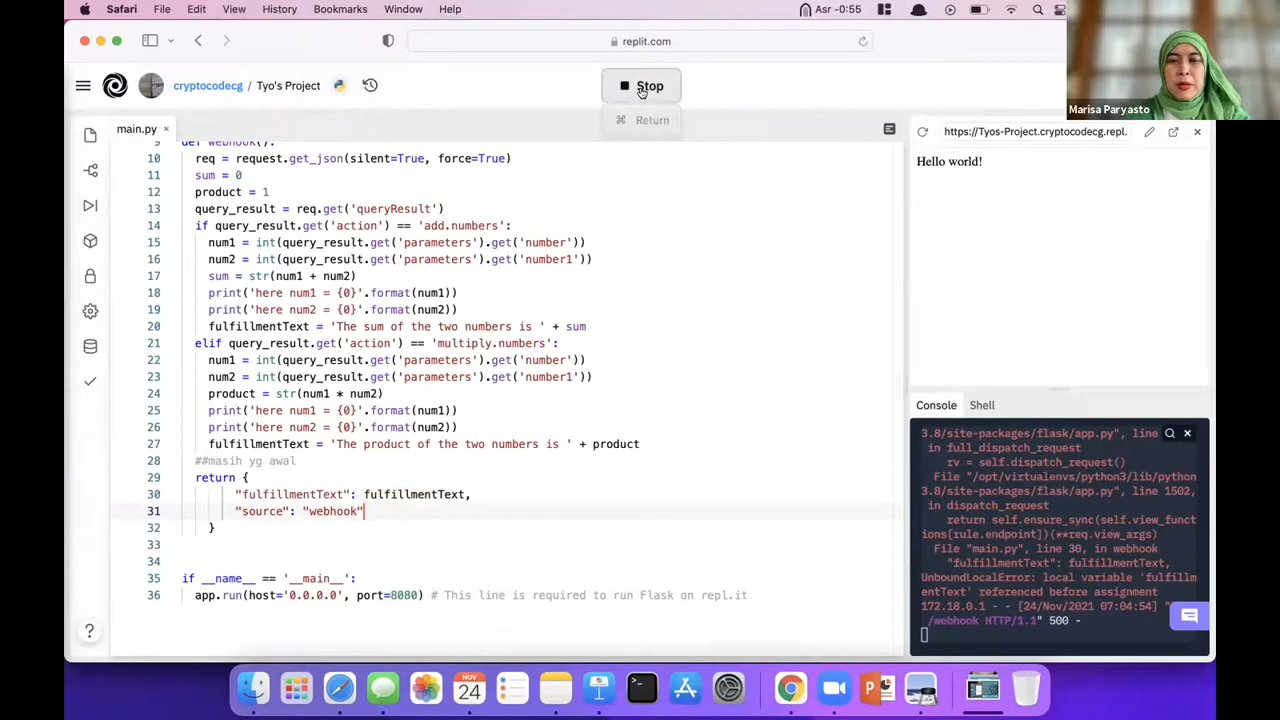 Safari File Edit View History Bookmarks Window Help Asr -0:55
replit.com
cryptocodecg / Tyo's Project
Stop
⌘ Return
Marisa Paryasto
main.py ×
https://Tyos-Project.cryptocodecg.repl.
Hello world!
9 def webhook():
10 req = request.get_json(silent=True, force=True)
11 sum = 0
12 product = 1
13 query_result = req.get('queryResult')
14 if query_result.get('action') == 'add.numbers':
15 num1 = int(query_result.get('parameters').get('number'))
16 num2 = int(query_result.get('parameters').get('number1'))
17 sum = str(num1 + num2)
18 print('here num1 = {0}'.format(num1))
19 print('here num2 = {0}'.format(num2))
20 fulfillmentText = 'The sum of the two numbers is ' + sum
21 elif query_result.get('action') == 'multiply.numbers':
22 num1 = int(query_result.get('parameters').get('number'))
23 num2 = int(query_result.get('parameters').get('number1'))
24 product = str(num1 * num2)
25 print('here num1 = {0}'.format(num1))
26 print('here num2 = {0}'.format(num2))
27 fulfillmentText = 'The product of the two numbers is ' + product
28 ##masih yg awal
29 return {
30 "fulfillmentText": fulfillmentText,
31 "source": "webhook"
32 }
33
34
35 if __name__ == '__main__':
36 app.run(host='0.0.0.0', port=8080) # This line is required to run Flask on repl.it
Console Shell
3.8/site-packages/flask/app.py", line
in full_dispatch_request
rv = self.dispatch_request()
File "/opt/virtualenvs/python3/lib/python
3.8/site-packages/flask/app.py", line 1502,
in dispatch_request
return self.ensure_sync(self.view_funct
ions[rule.endpoint])(**req.view_args)
File "main.py", line 30, in webhook
"fulfillmentText": fulfillmentText,
UnboundLocalError: local variable 'fulfillm
entText' referenced before assignment
172.18.0.1 - - [24/Nov/2021 07:04:54] "
/webhook HTTP/1.1" 500 -
NOV
24